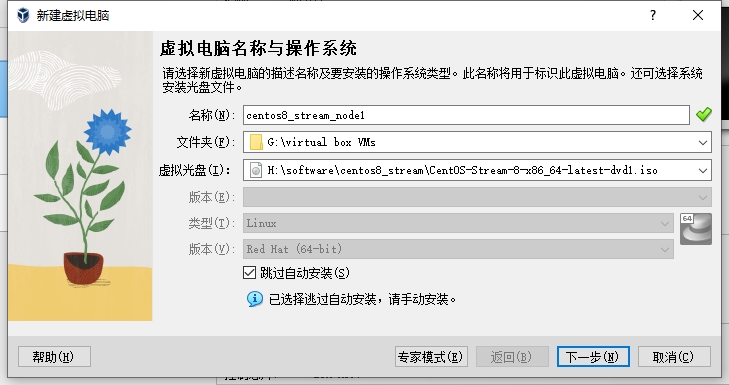 新建虚拟电脑
?
虚拟电脑名称与操作系统
请选择新虚拟电脑的描述名称及要安装的操作系统类型。此名称将用于标识此虚拟电脑。还可选择系统
安装光盘文件。
名称(N): centos8_stream_node1
文件夹(F): G:\virtual box VMs
虚拟光盘(I): H:\software\centos8_stream\CentOS-Stream-8-x86_64-latest-dvd1.iso
版本(E):
类型(T): Linux
64
版本(V): Red Hat (64-bit)
跳过自动安装(S)
已选择逃过自动安装，请手动安装。
帮助(H) 专家模式(E) 返回(B) 下一步(N) 取消(C)